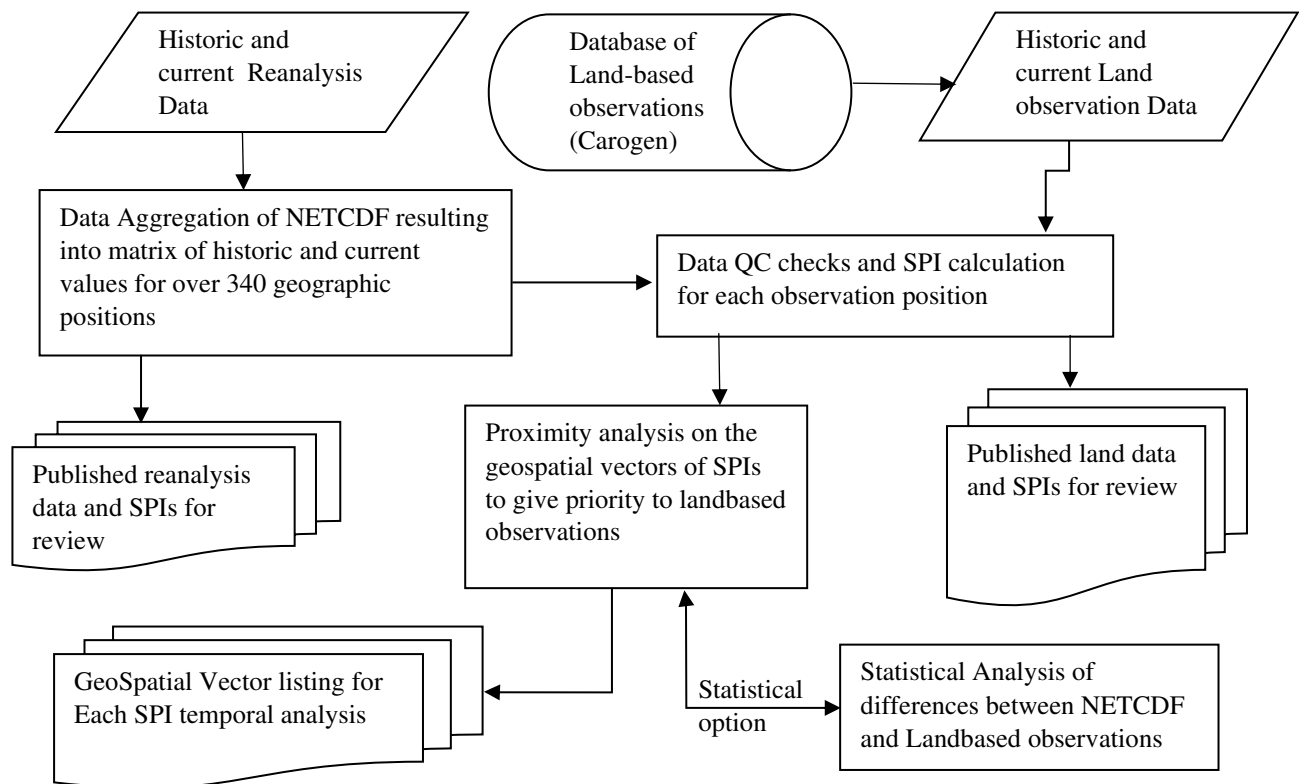 Historic and
current Reanalysis
Data
Database of
Land-based
observations
(Carogen)
Historic and
current Land
observation Data
Data Aggregation of NETCDF resulting
into matrix of historic and current
values for over 340 geographic
positions
Data QC checks and SPI calculation
for each observation position
Published reanalysis
data and SPIs for
review
Proximity analysis on the
geospatial vectors of SPIs
to give priority to landbased
observations
Published land data
and SPIs for review
GeoSpatial Vector listing for
Each SPI temporal analysis
Statistical
option
Statistical Analysis of
differences between NETCDF
and Landbased observations